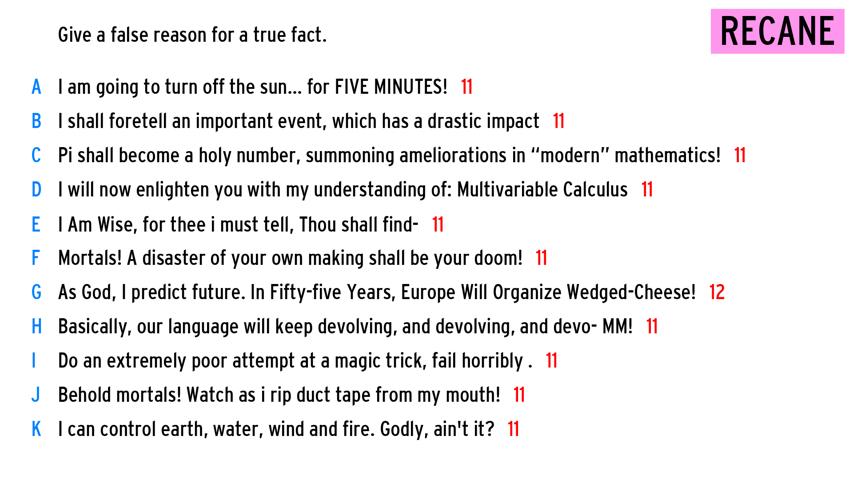 Give a false reason for a true fact.
RECANE
A I am going to turn off the sun... for FIVE MINUTES! 11
B I shall foretell an important event, which has a drastic impact 11
C Pi shall become a holy number, summoning ameliorations in “modern” mathematics! 11
D I will now enlighten you with my understanding of: Multivariable Calculus 11
E I Am Wise, for thee i must tell, Thou shall find- 11
F Mortals! A disaster of your own making shall be your doom! 11
G As God, I predict future. In Fifty-five Years, Europe Will Organize Wedged-Cheese! 12
H Basically, our language will keep devolving, and devolving, and devo- MM! 11
I Do an extremely poor attempt at a magic trick, fail horribly . 11
J Behold mortals! Watch as i rip duct tape from my mouth! 11
K I can control earth, water, wind and fire. Godly, ain't it? 11